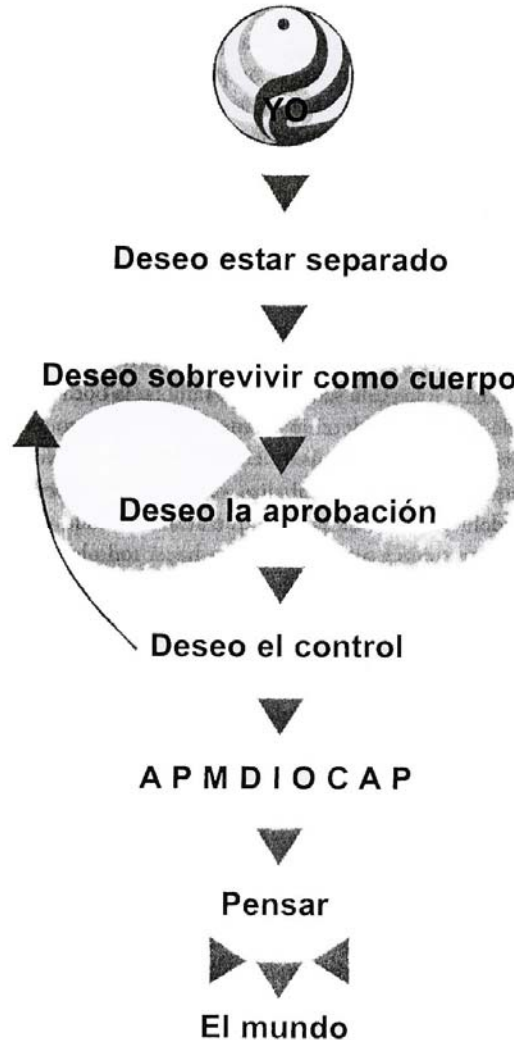 YO
Deseo estar separado
Deseo sobrevivir como cuerpo
Deseo la aprobación
Deseo el control
A P M D I O C A P
Pensar
El mundo